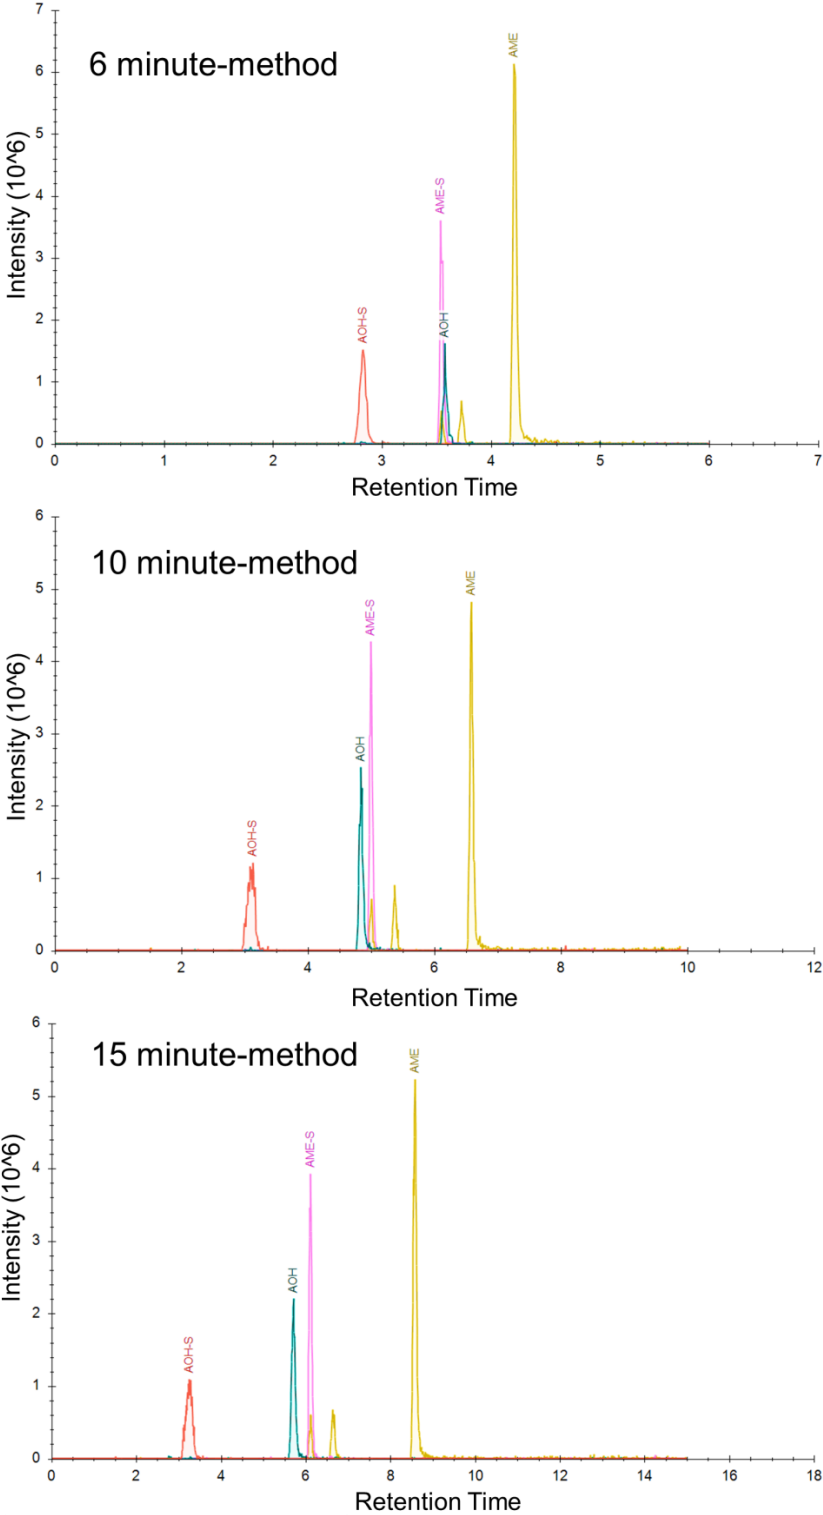 7
6 minute-method
AME
6
5
AME-S
4
Intensity (10^6)
3
AOH-S
AOH
2
1
0
0 1 2 3 4 5 6 7
Retention Time
6
10 minute-method
AME
5
AME-S
4
Intensity (10^6)
3
AOH
2
AOH-S
1
0
0 2 4 6 8 10 12
Retention Time
6
15 minute-method
AME
5
AME-S
4
Intensity (10^6)
3
AOH
2
AOH-S
1
0
0 2 4 6 8 10 12 14 16 18
Retention Time